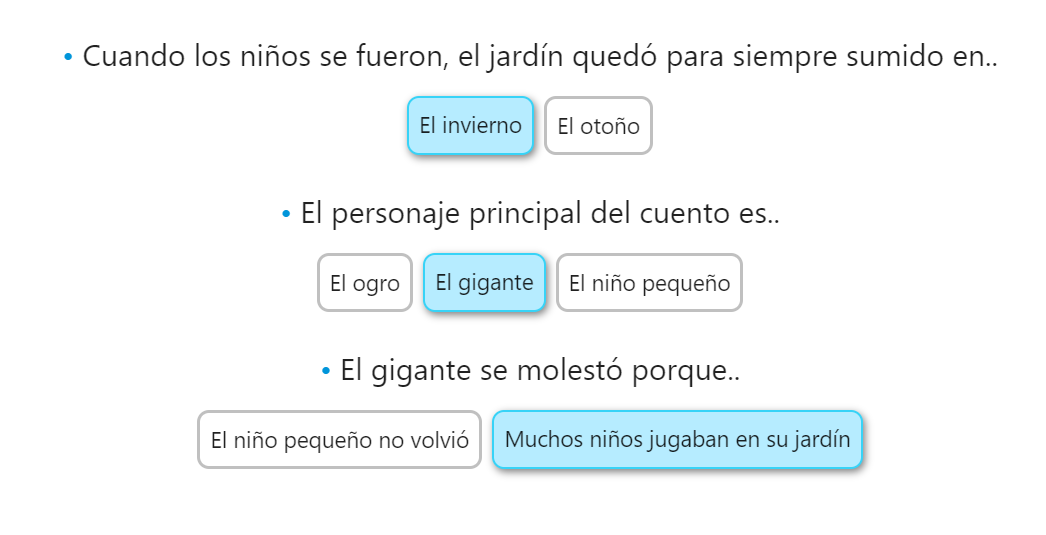 • Cuando los niños se fueron, el jardín quedó para siempre sumido en..
El invierno El otoño
• El personaje principal del cuento es..
El ogro El gigante El niño pequeño
• El gigante se molestó porque..
El niño pequeño no volvió Muchos niños jugaban en su jardín